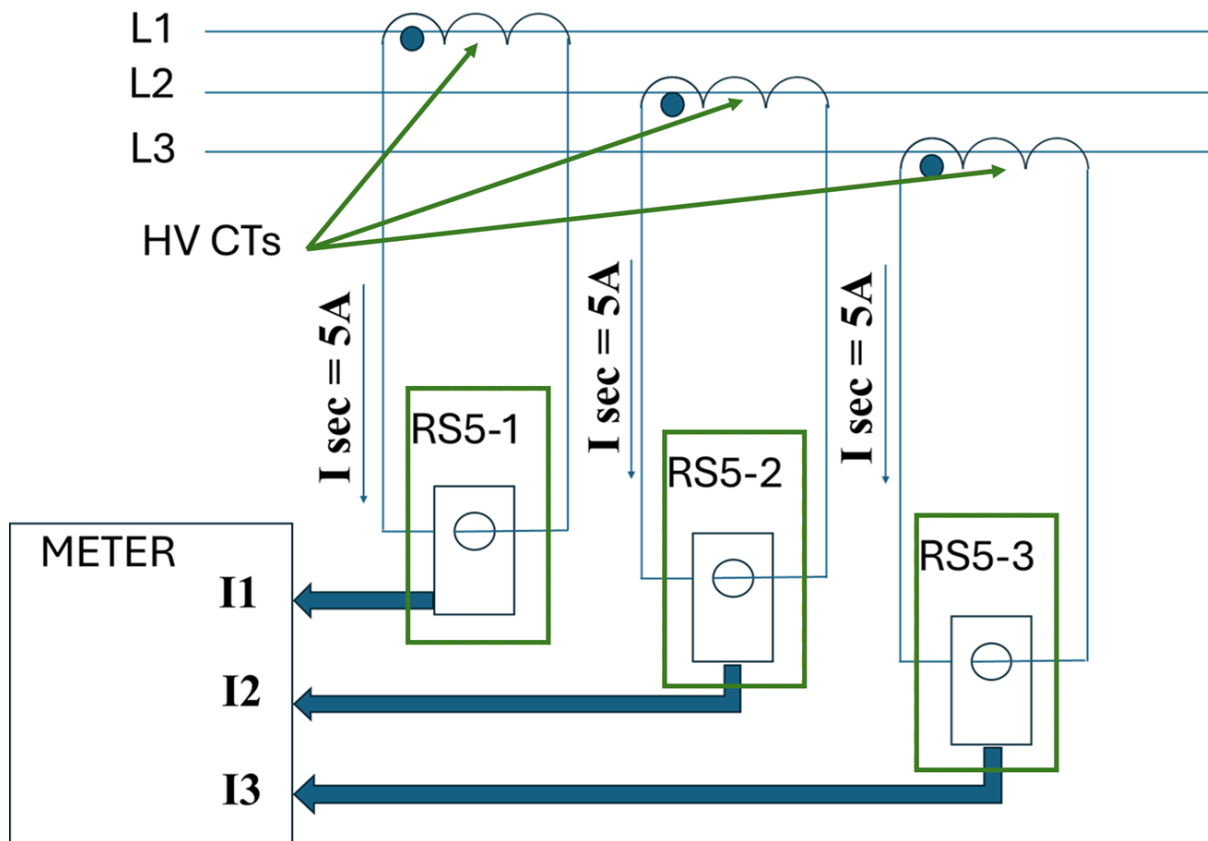 L1
L2
L3
HV CTs
I sec = 5A
I sec = 5A
I sec = 5A
RS5-1
RS5-2
RS5-3
METER
I1
I2
I3